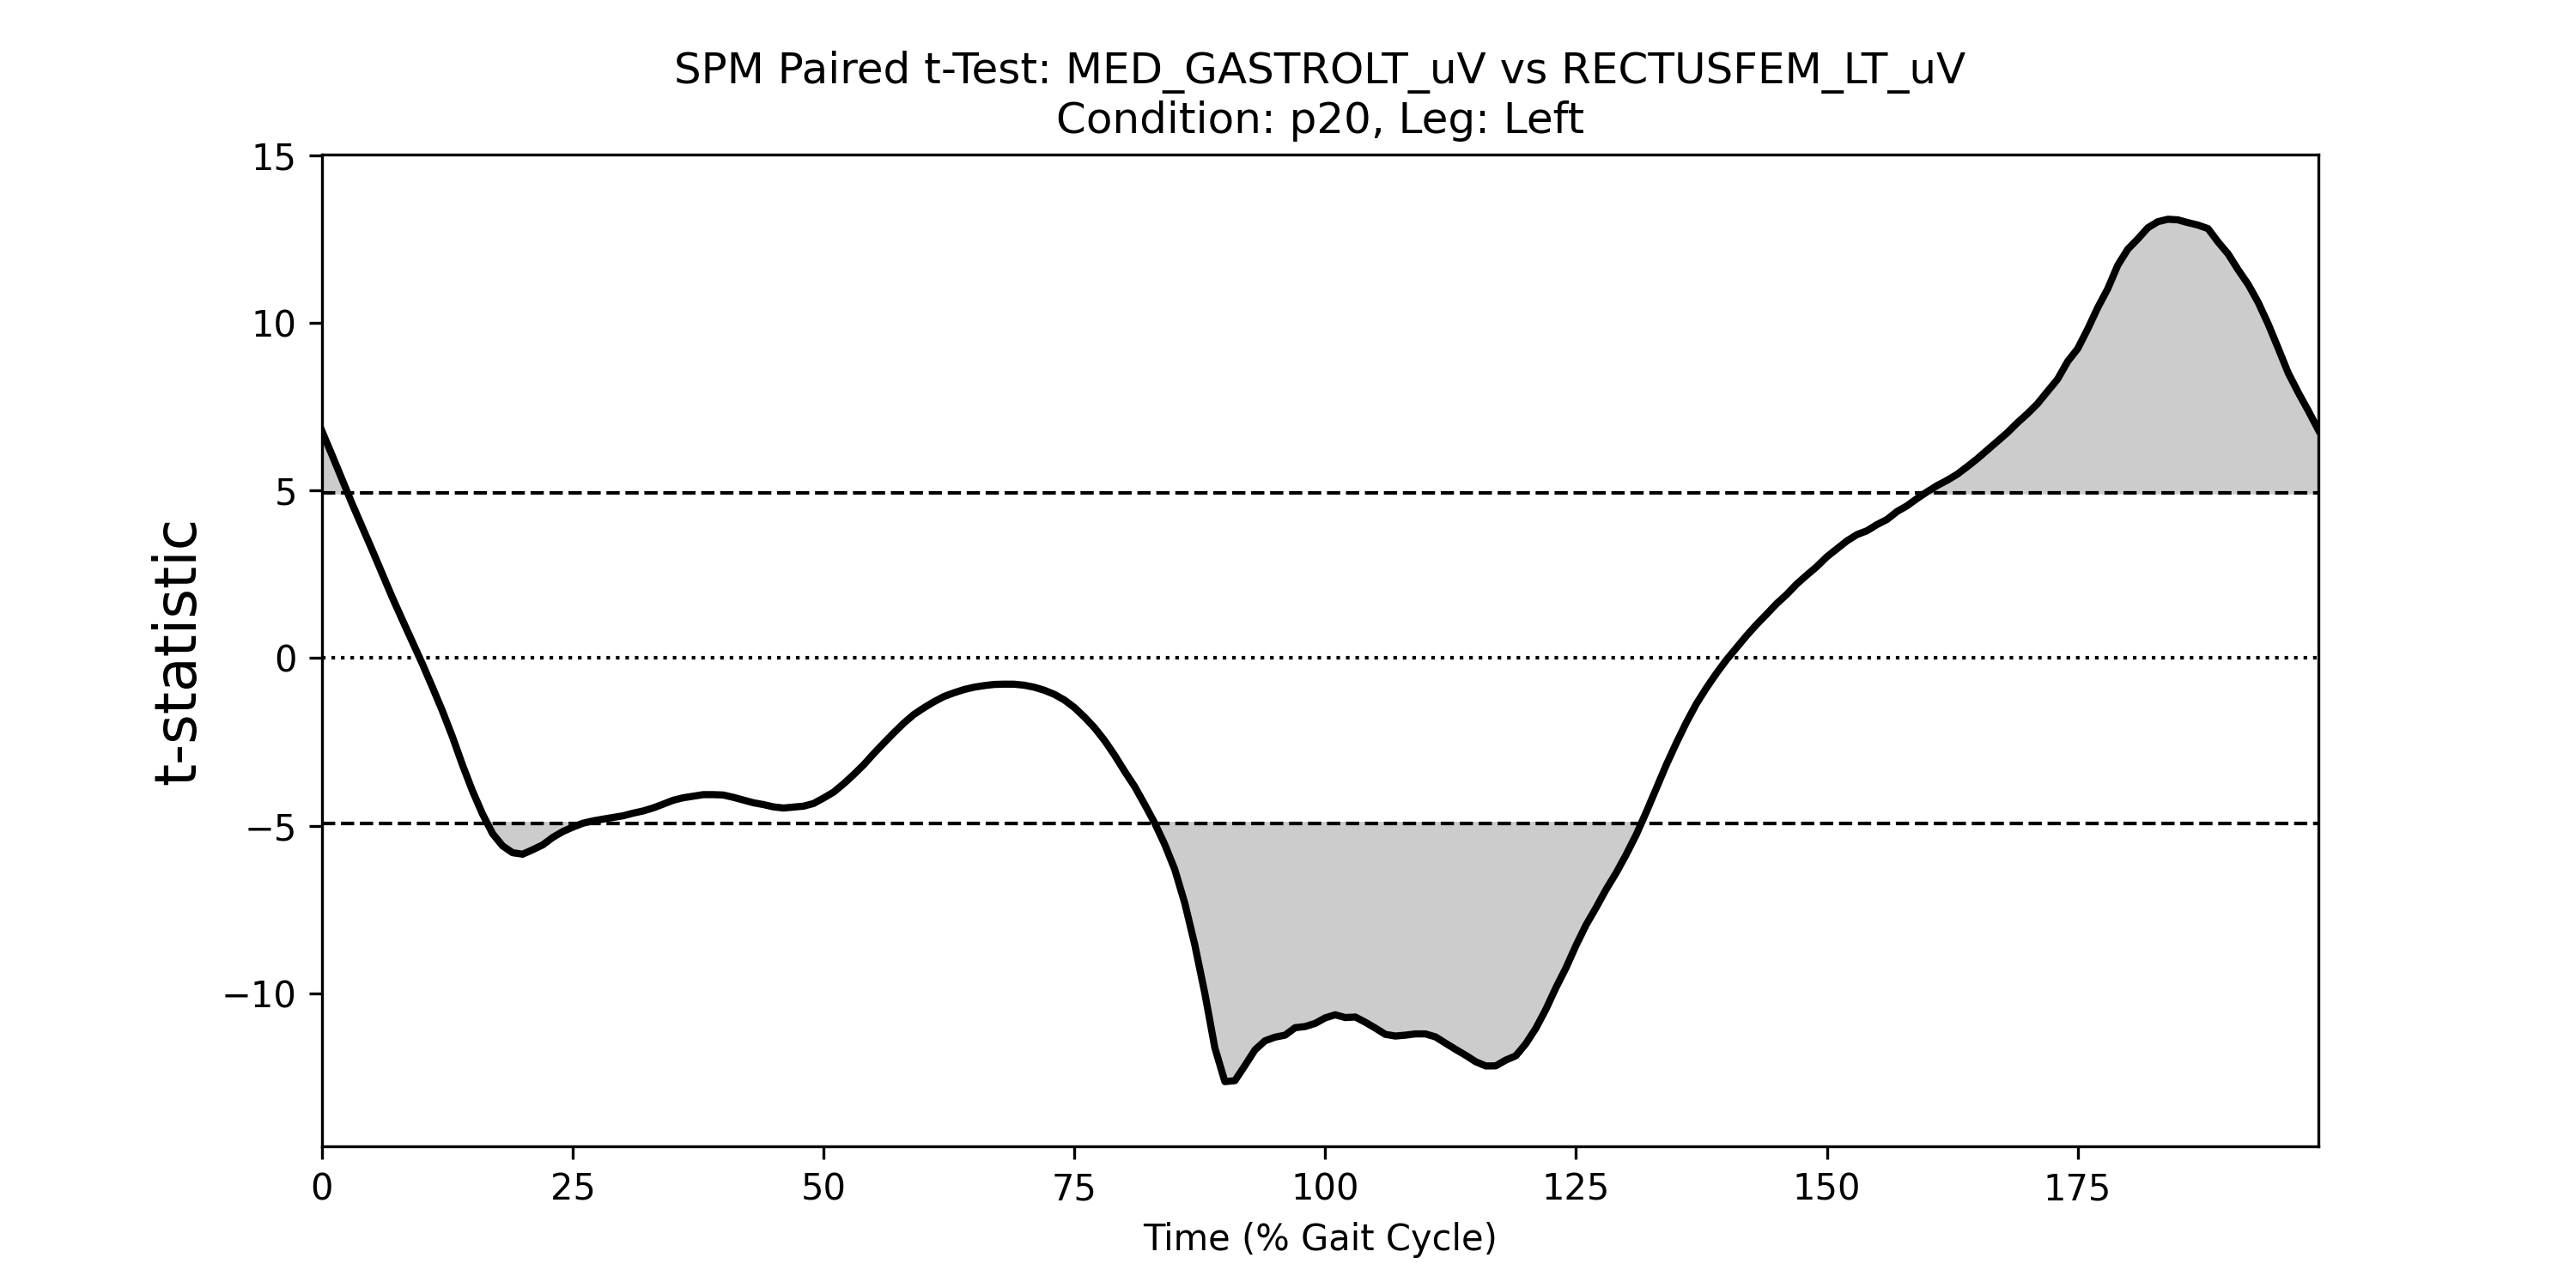 SPM Paired t-Test: MED_GASTROLT_uV vs RECTUSFEM_LT_uV
Condition: p20, Leg: Left
15
10
5
0
−5
−10
t-statistic
0 25 50 75 100 125 150 175
Time (% Gait Cycle)